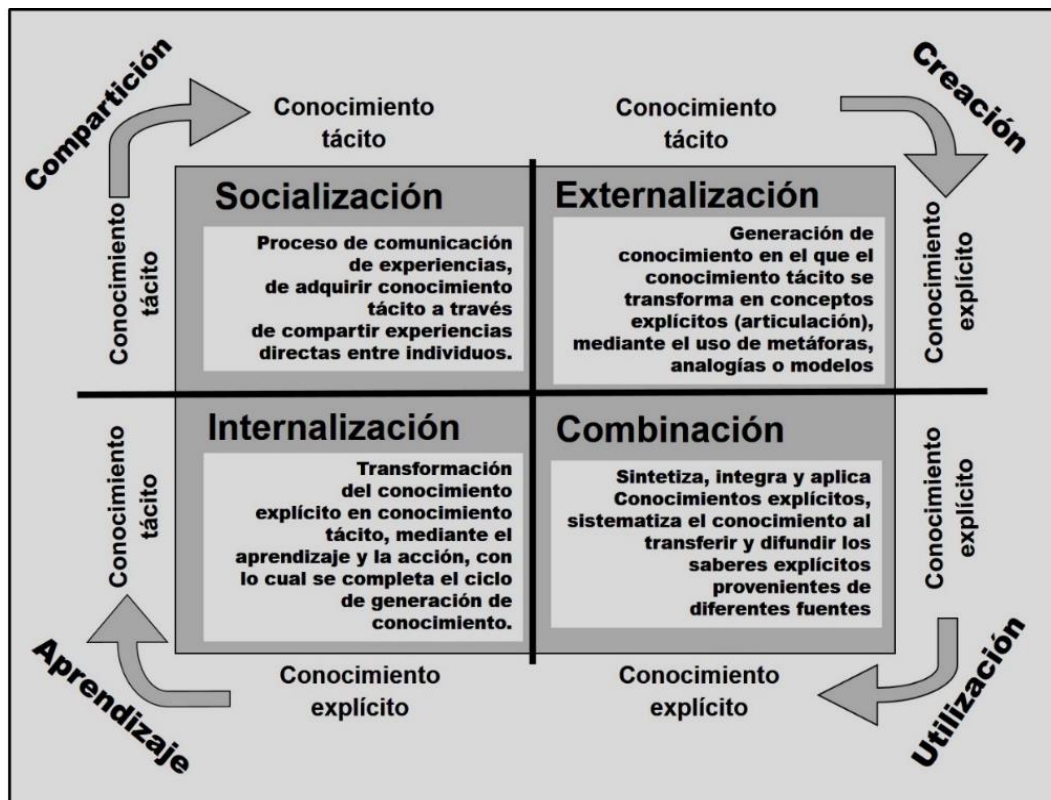 Compartición
Conocimiento
tácito
Conocimiento
tácito
Creación
Conocimiento
tácito
Socialización
Proceso de comunicación
de experiencias,
de adquirir conocimiento
tácito a través
de compartir experiencias
directas entre individuos.
Externalización
Generación de
conocimiento en el que el
conocimiento tácito se
transforma en conceptos
explícitos (articulación),
mediante el uso de metáforas,
analogías o modelos
Conocimiento
explícito
Conocimiento
tácito
Internalización
Transformación
del conocimiento
explícito en conocimiento
tácito, mediante el
aprendizaje y la acción, con
lo cual se completa el ciclo
de generación de
conocimiento.
Combinación
Sintetiza, integra y aplica
Conocimientos explícitos,
sistematiza el conocimiento al
transferir y difundir los
saberes explícitos
provenientes de
diferentes fuentes
Conocimiento
explícito
Aprendizaje
Conocimiento
explícito
Conocimiento
explícito
Utilización